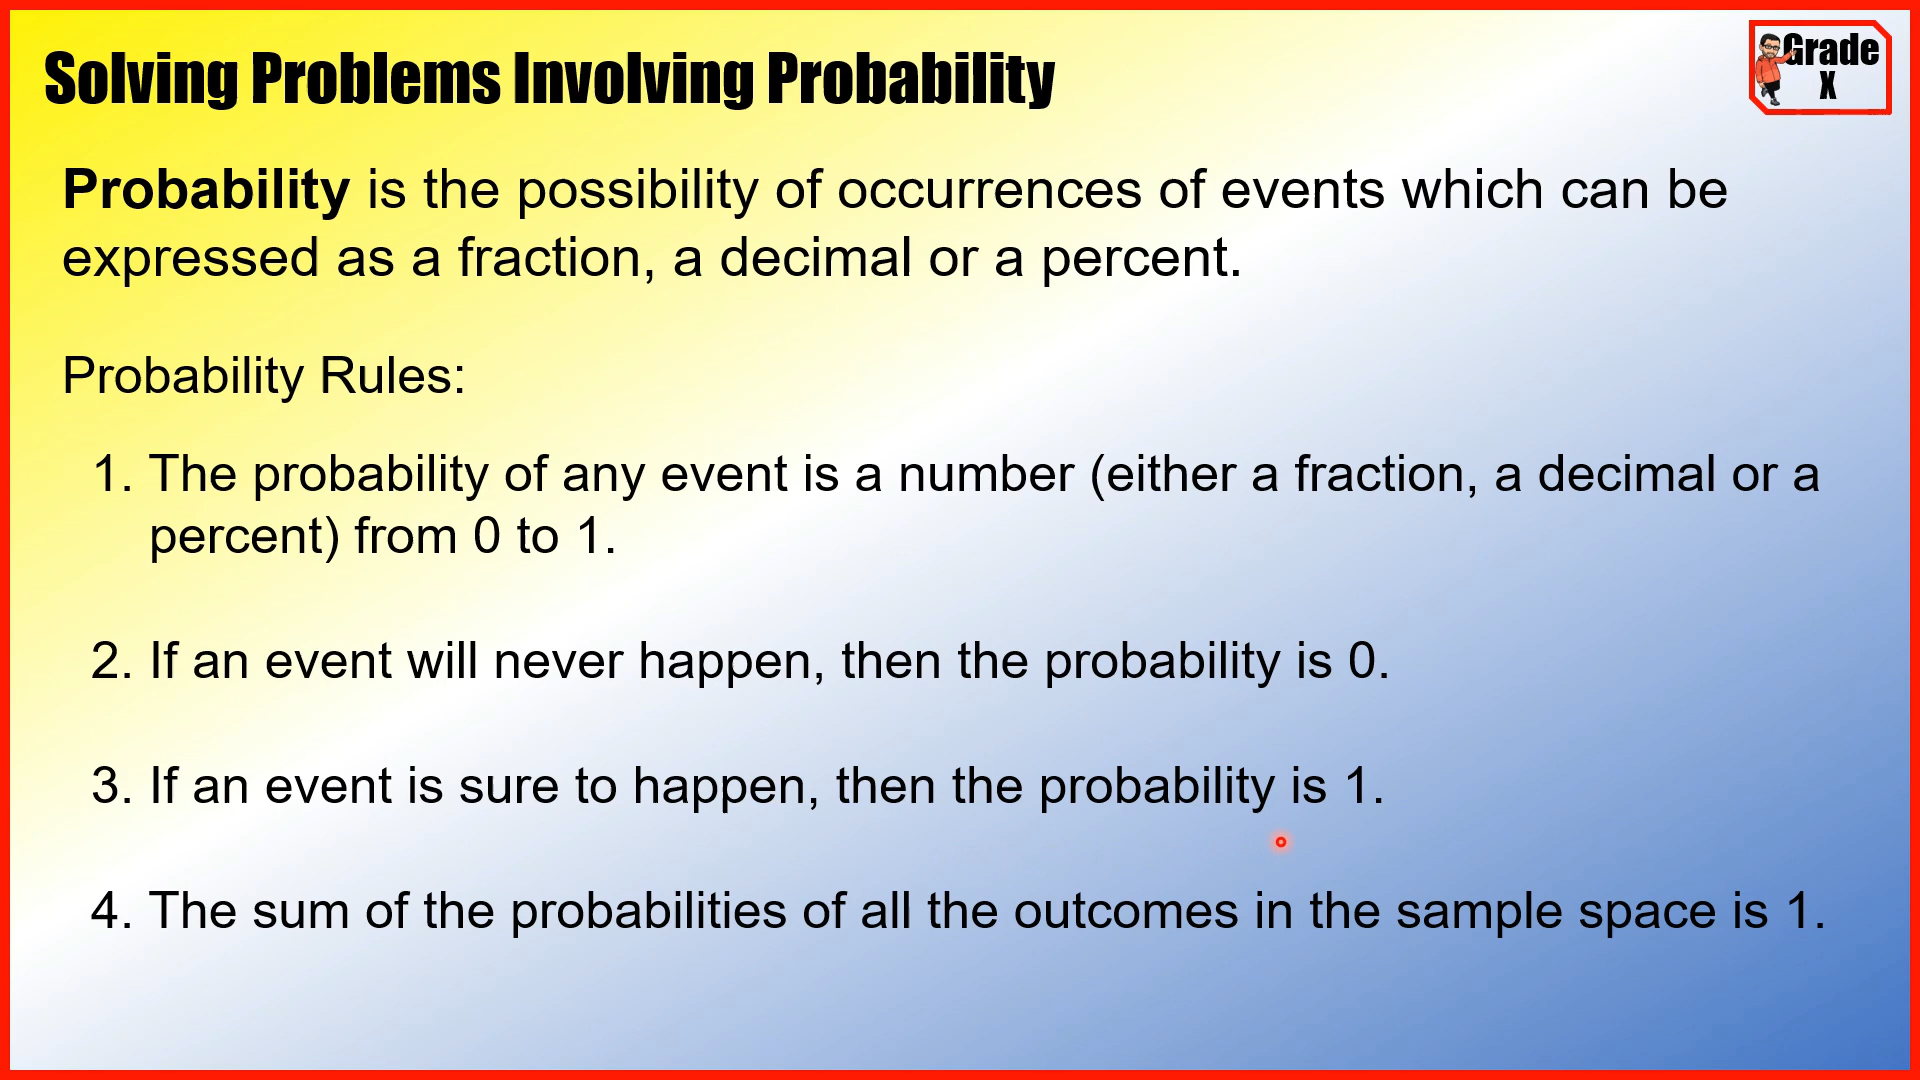 Solving Problems Involving Probability
Grade
X
Probability is the possibility of occurrences of events which can be
expressed as a fraction, a decimal or a percent.
Probability Rules:
1. The probability of any event is a number (either a fraction, a decimal or a
percent) from 0 to 1.
2. If an event will never happen, then the probability is 0.
3. If an event is sure to happen, then the probability is 1.
4. The sum of the probabilities of all the outcomes in the sample space is 1.